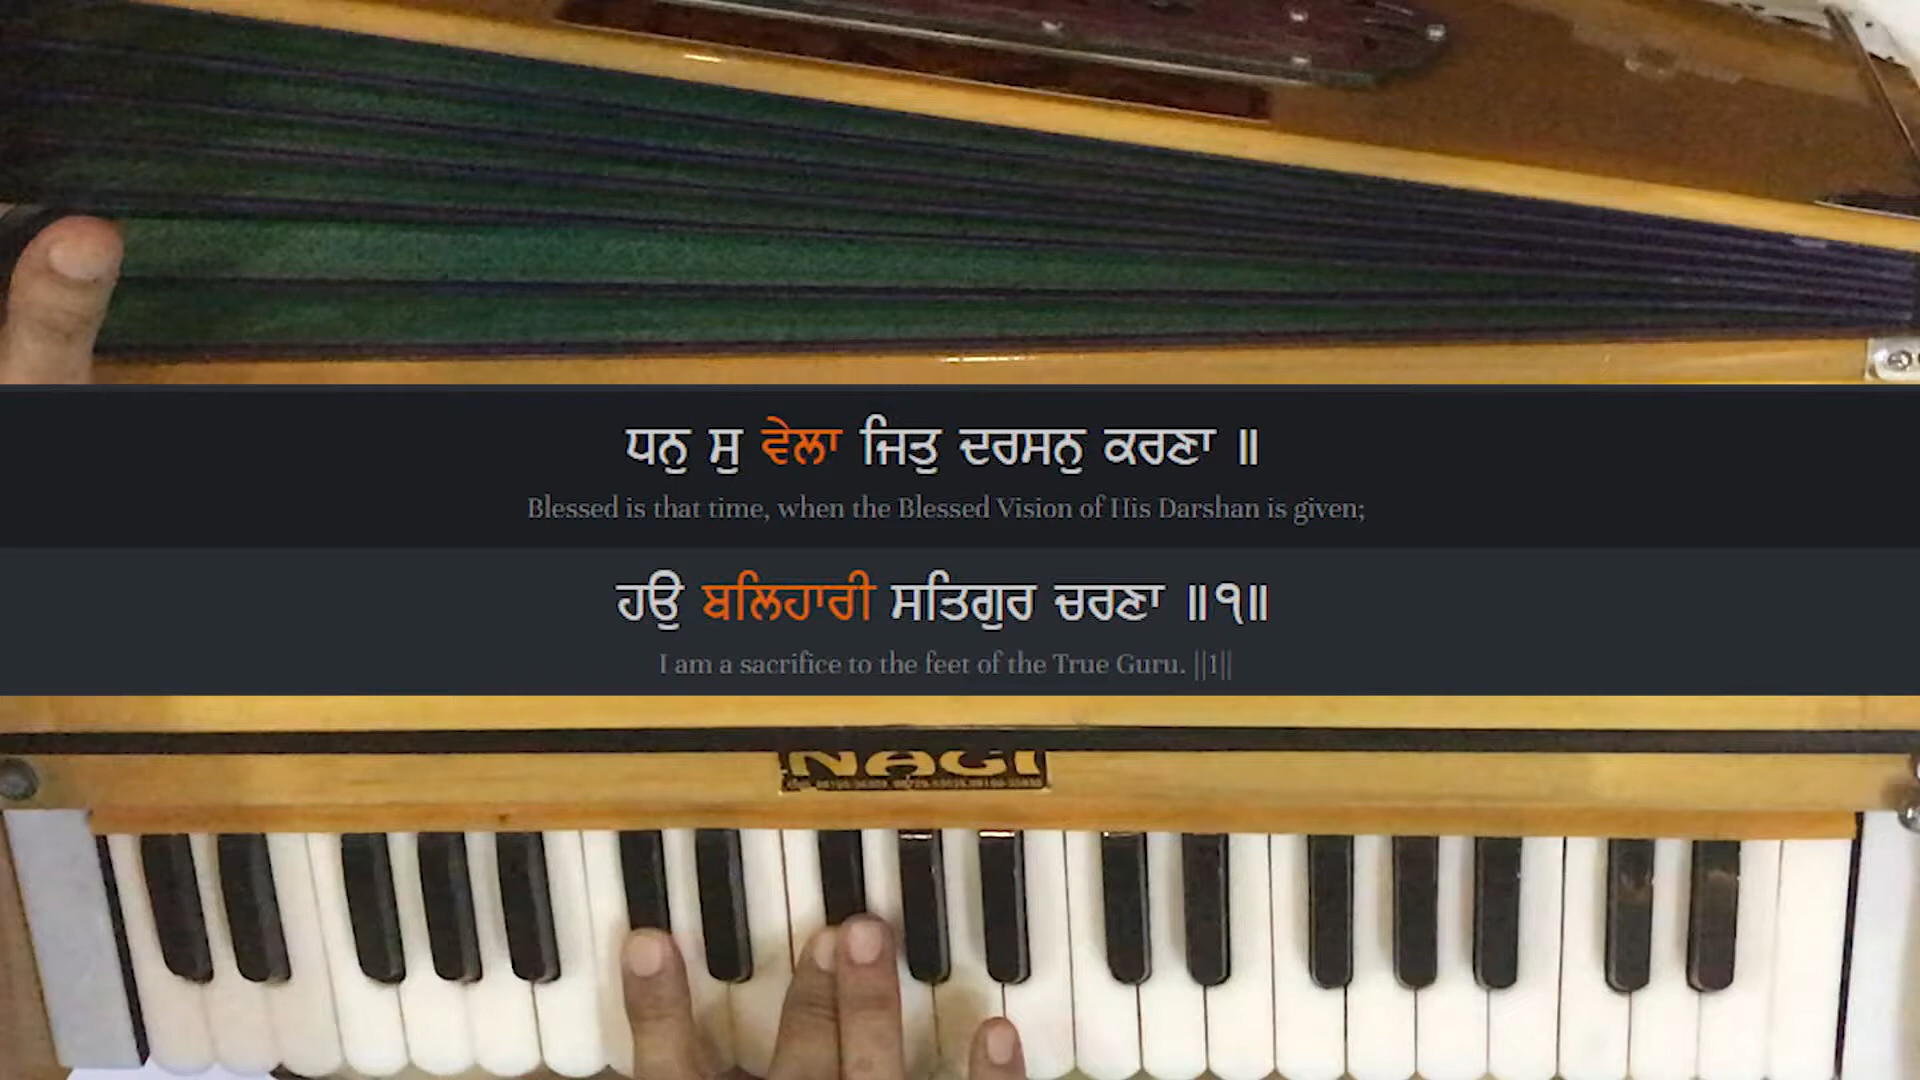 ਧਨੁ ਸੁ ਵੇਲਾ ਜਿਤੁ ਦਰਸਨੁ ਕਰਣਾ ॥
Blessed is that time, when the Blessed Vision of His Darshan is given;
ਹਉ ਬਲਿਹਾਰੀ ਸਤਿਗੁਰ ਚਰਣਾ ॥੧॥
I am a sacrifice to the feet of the True Guru. ||1||
NAGI